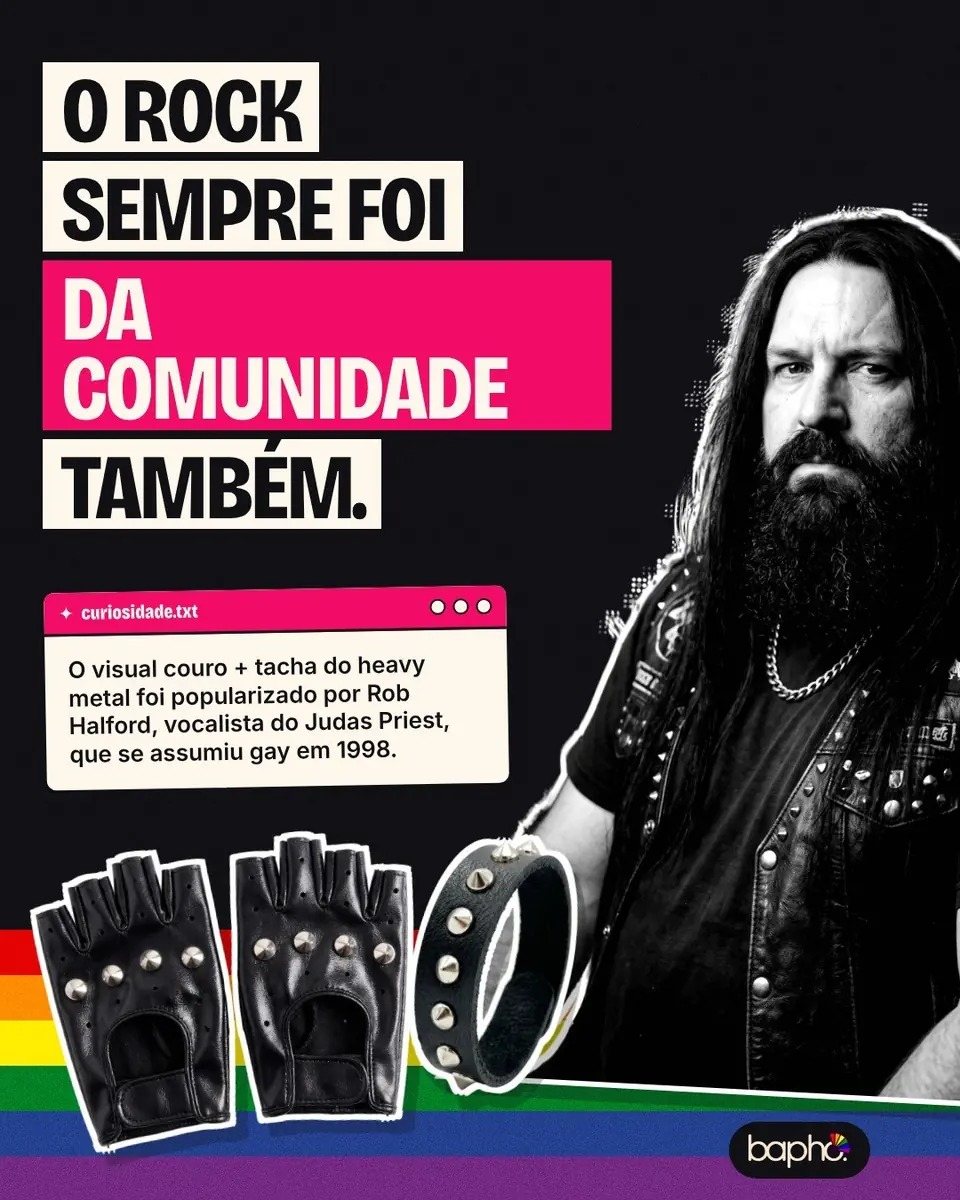 O ROCK
SEMPRE FOI
DA
COMUNIDADE
TAMBÉM.
curiosidade.txt
O visual couro + tacha do heavy
metal foi popularizado por Rob
Halford, vocalista do Judas Priest,
que se assumiu gay em 1998.
bapho.